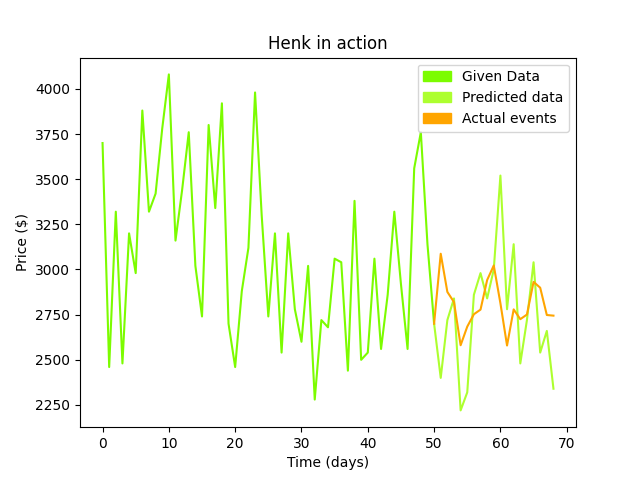 Henk in action
Given Data
Predicted data
Actual events
Price ($)
4000
3750
3500
3250
3000
2750
2500
2250
0 10 20 30 40 50 60 70
Time (days)